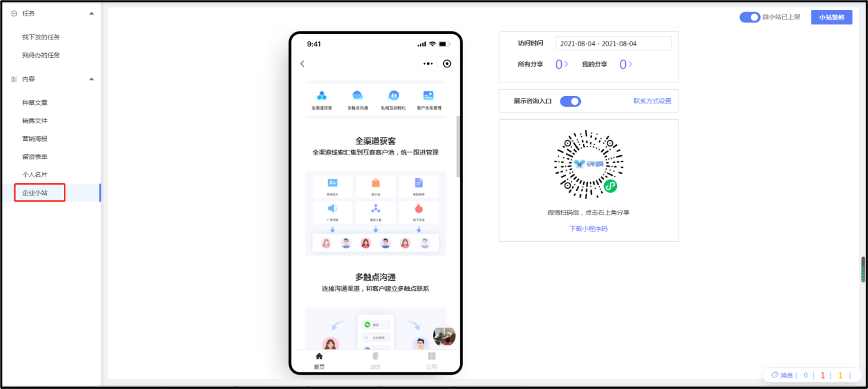 任务
我下发的任务
我待办的任务
内容
种草文章
销售文件
营销海报
留资表单
个人名片
企业小站
9:41
全渠道获客
多触点沟通
客户关系管理
全渠道获客
全渠道线索汇集到互客客户池，统一跟进管理
多触点沟通
连接沟通渠道，和客户建立多触点联系
首页
微小站已上架
小站装修
访问时间
2021-08-04 - 2021-08-04
所有分享 0> 我的分享 0>
展示咨询入口
联系方式设置
微信扫码后，点击右上角分享
下载小程序码
消息 ( 0 | 1 | 1 )